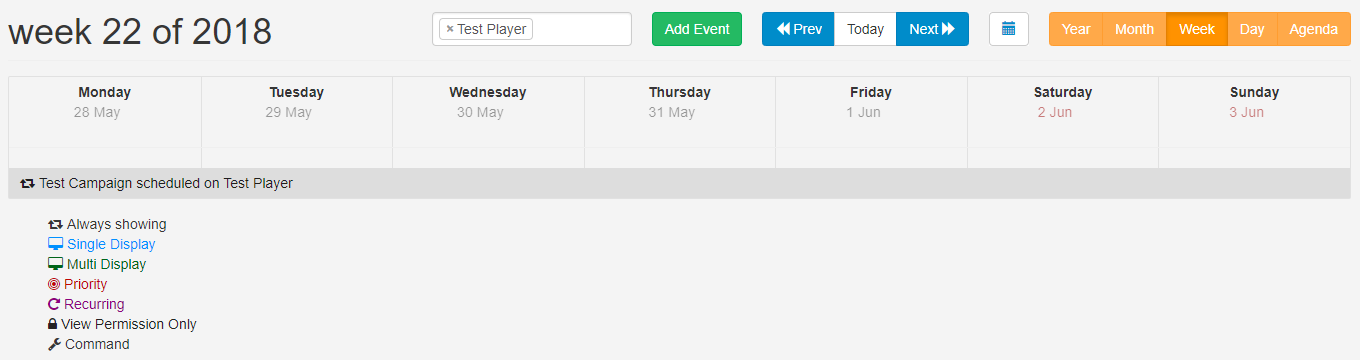 week 22 of 2018 × Test Player Add Event Prev Today Next Year Month Week Day Agenda
Monday Tuesday Wednesday Thursday Friday Saturday Sunday
28 May 29 May 30 May 31 May 1 Jun 2 Jun 3 Jun
Test Campaign scheduled on Test Player
Always showing
Single Display
Multi Display
Priority
Recurring
View Permission Only
Command